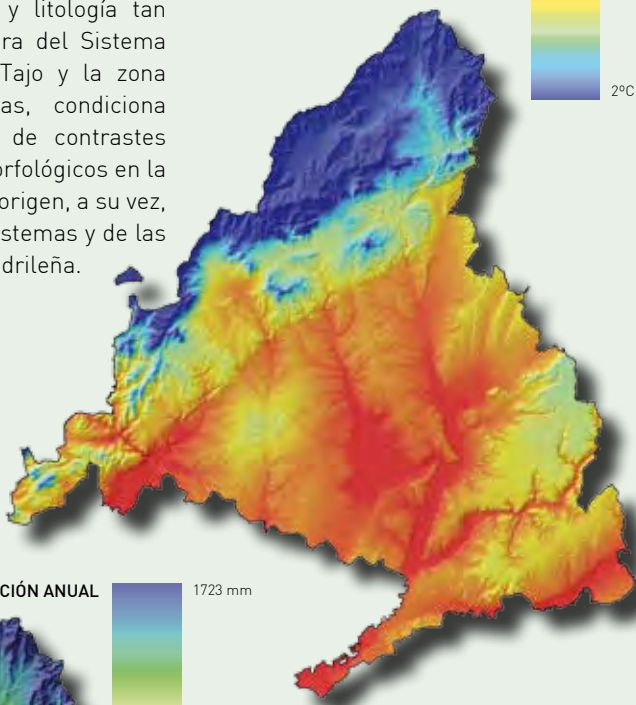 y litología tan
ra del Sistema
Tajo y la zona
as, condiciona
de contrastes
orfológicos en la
origen, a su vez,
stemas y de las
drileña.
2ºC
CIÓN ANUAL
1723 mm